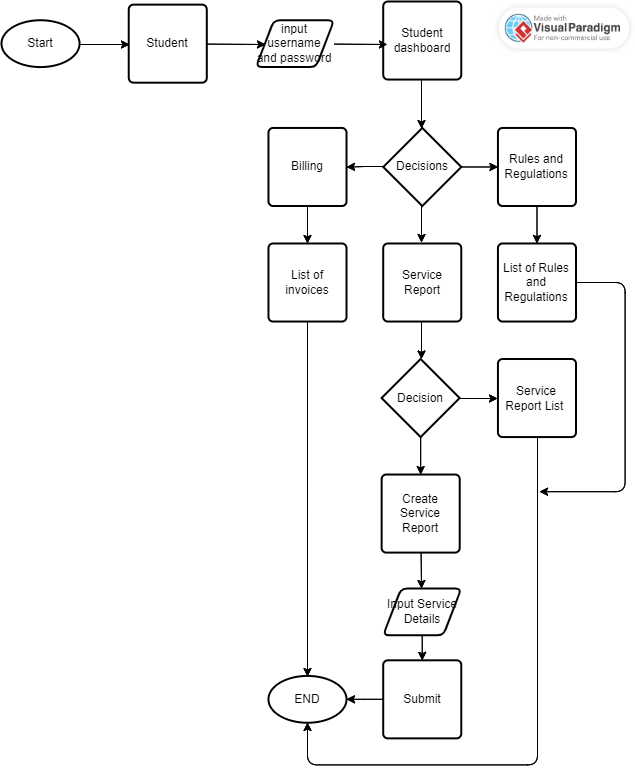 Start
Student
input
username
and password
Student
dashboard
Made with
VisualParadigm
For non-commercial use
Billing
Decisions
Rules and
Regulations
List of
invoices
Service
Report
List of Rules
and
Regulations
Decision
Service
Report List
Create
Service
Report
Input Service
Details
END
Submit